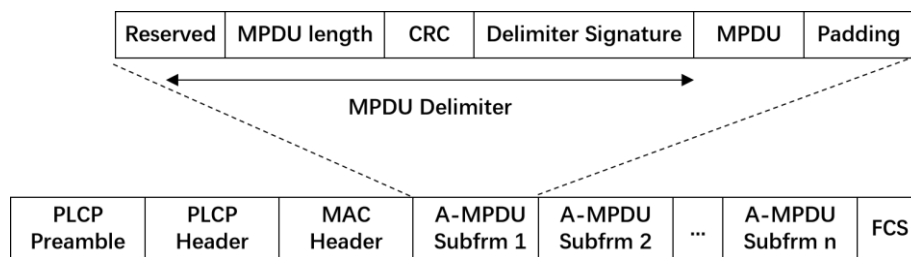 Reserved MPDU length CRC Delimiter Signature MPDU Padding
MPDU Delimiter
PLCP PLCP MAC A-MPDU A-MPDU ... A-MPDU FCS
Preamble Header Header Subfrm 1 Subfrm 2 Subfrm n